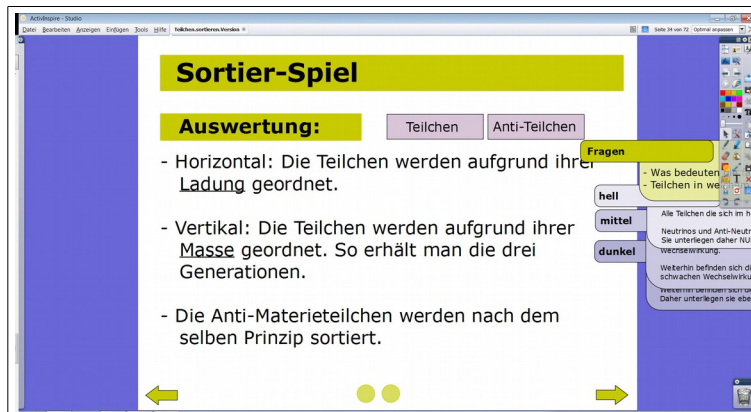 ActivInspire - Studio
Datei Bearbeiten Anzeigen Einfügen Tools Hilfe Teilchen.sortieren.Version
Seite 34 von 72 Optimal anpassen
Sortier-Spiel
Auswertung:
Teilchen
Anti-Teilchen
- Horizontal: Die Teilchen werden aufgrund ihrer
Ladung geordnet.
- Vertikal: Die Teilchen werden aufgrund ihrer
Masse geordnet. So erhält man die drei
Generationen.
- Die Anti-Materieteilchen werden nach dem
selben Prinzip sortiert.
Fragen
- Was bedeuten
- Teilchen in we
hell
mittel
dunkel
Alle Teilchen die sich im h
Neutrinos und Anti-Neutr
Sie unterliegen daher NU
Wechselwirkung.
Weiterhin befinden sich di
schwachen Wechselwirku
Weiterhin befinden sich
Daher unterliegen sie ebe